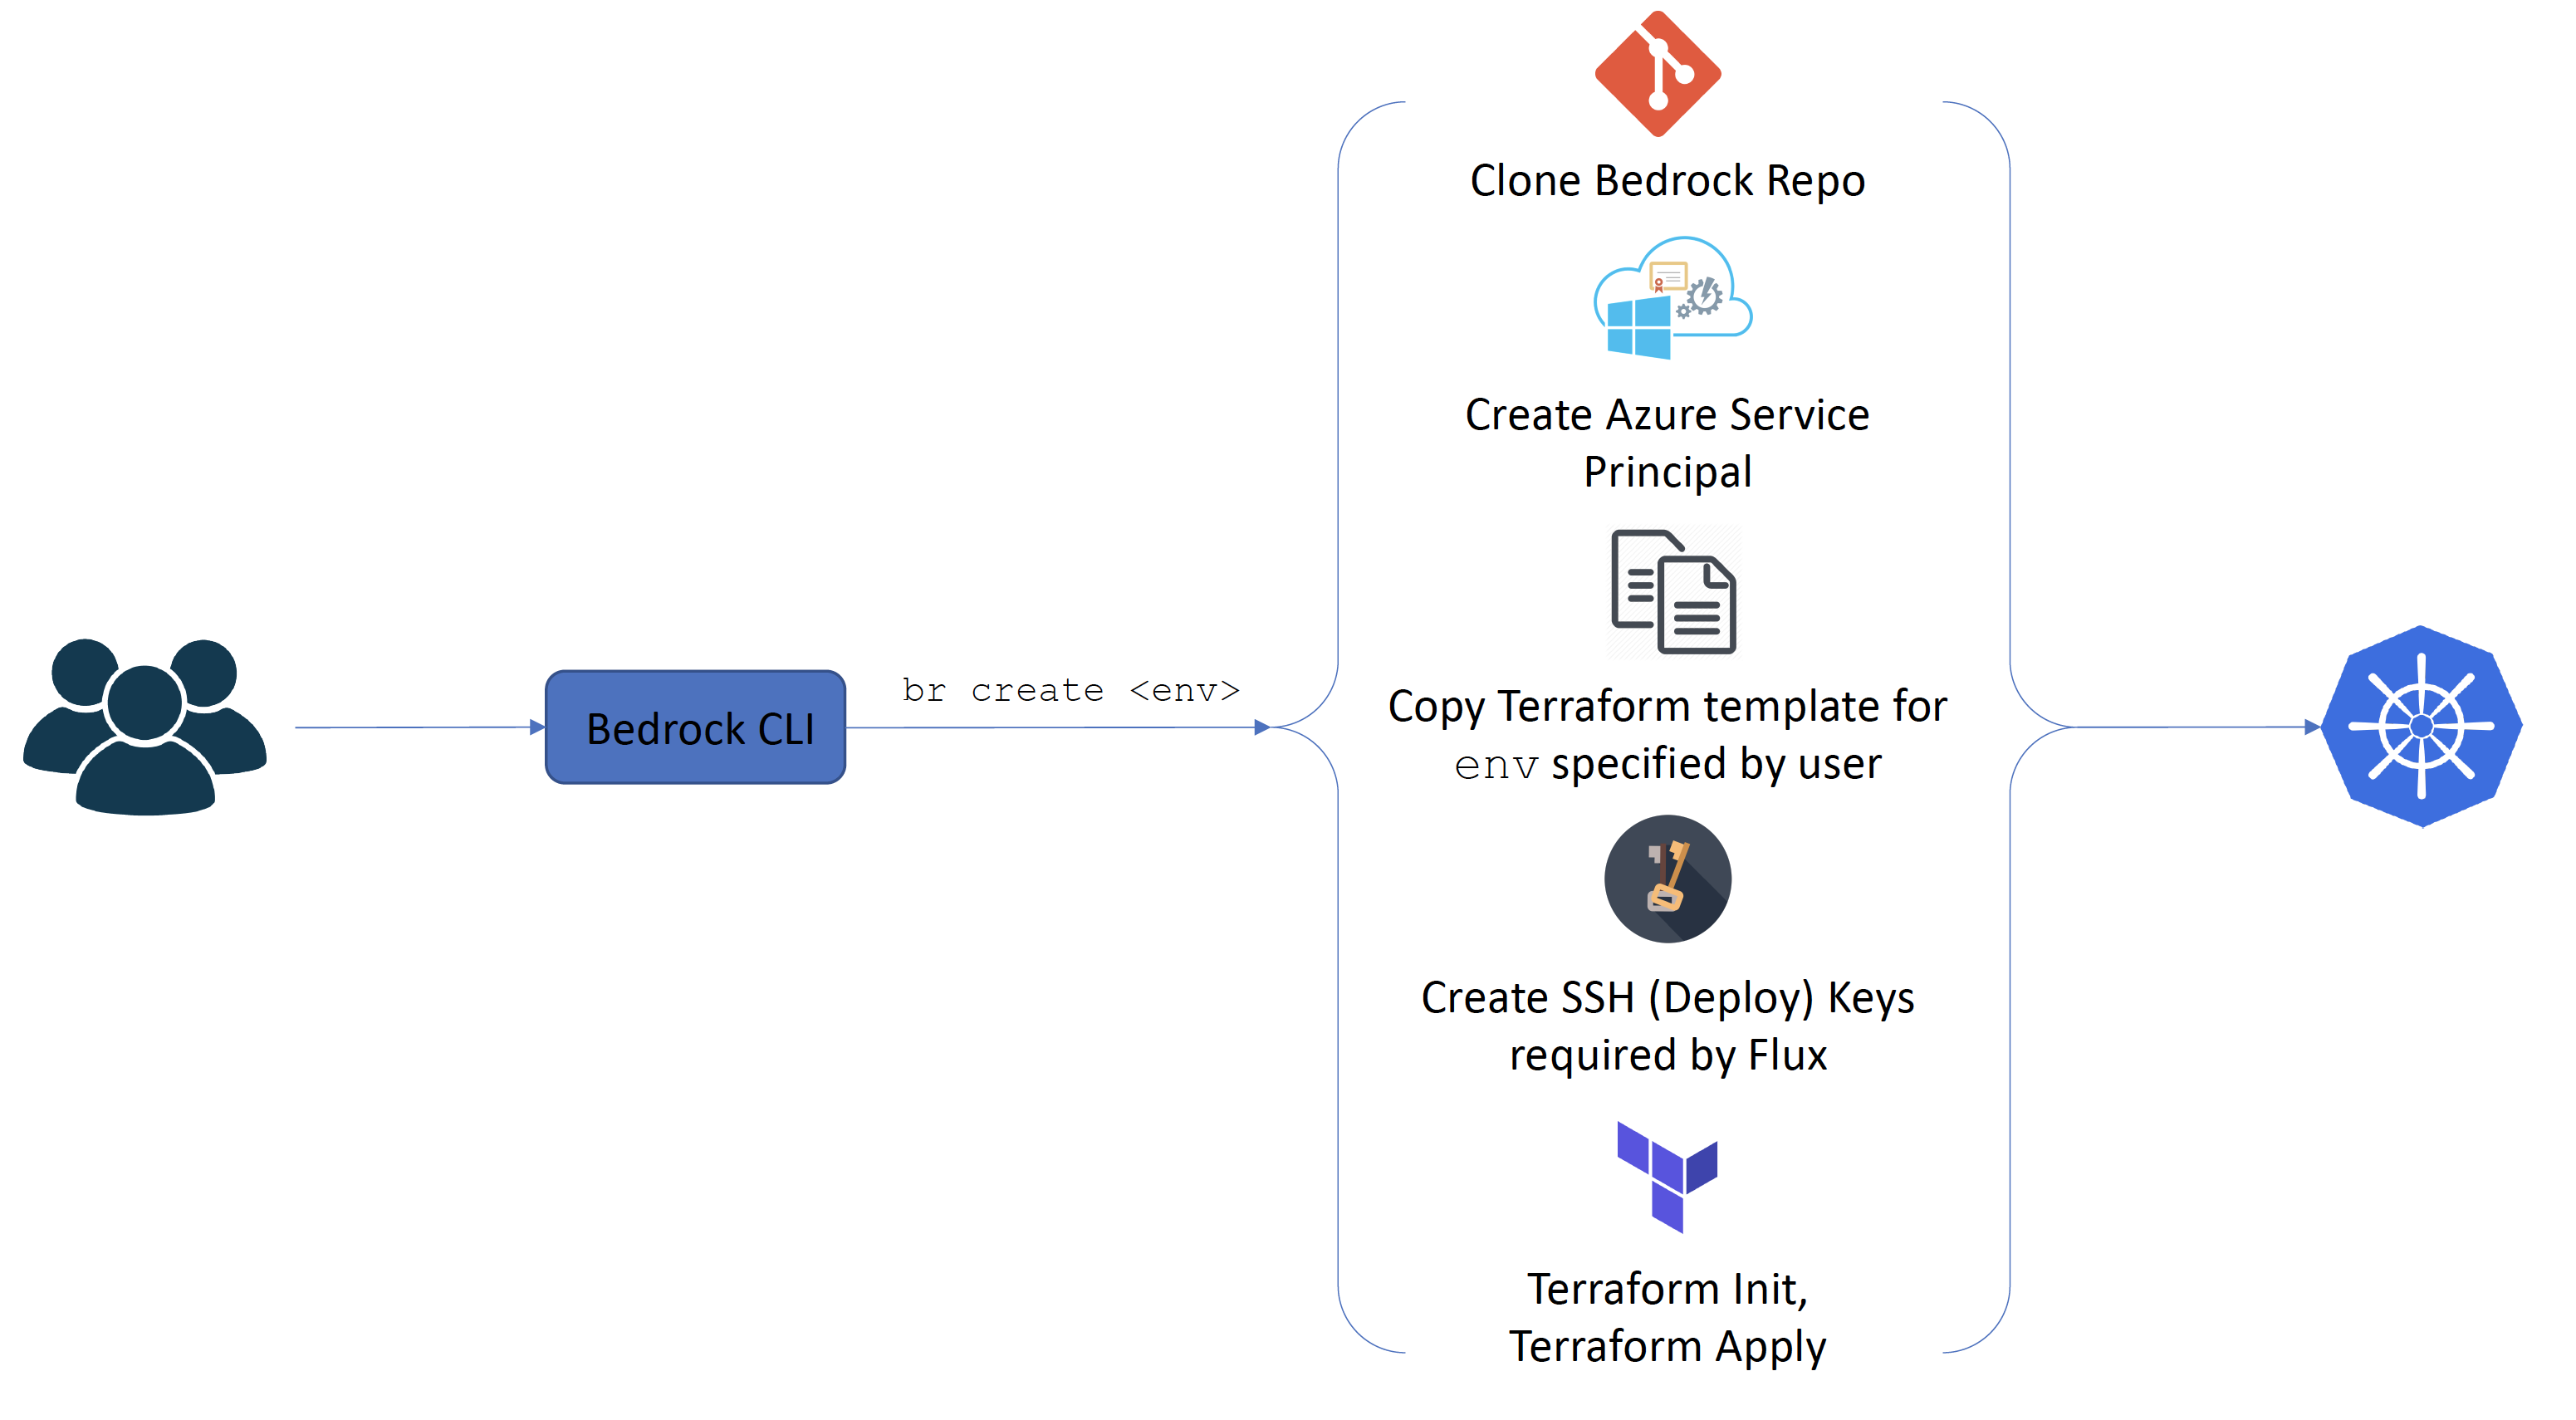 Bedrock CLI
br create <env>
Clone Bedrock Repo
Create Azure Service
Principal
Copy Terraform template for
env specified by user
Create SSH (Deploy) Keys
required by Flux
Terraform Init,
Terraform Apply